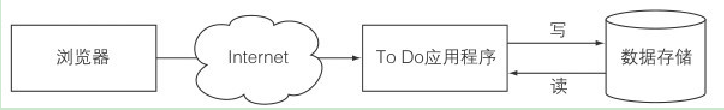 浏览器
Internet
To Do应用程序
写
读
数据存储